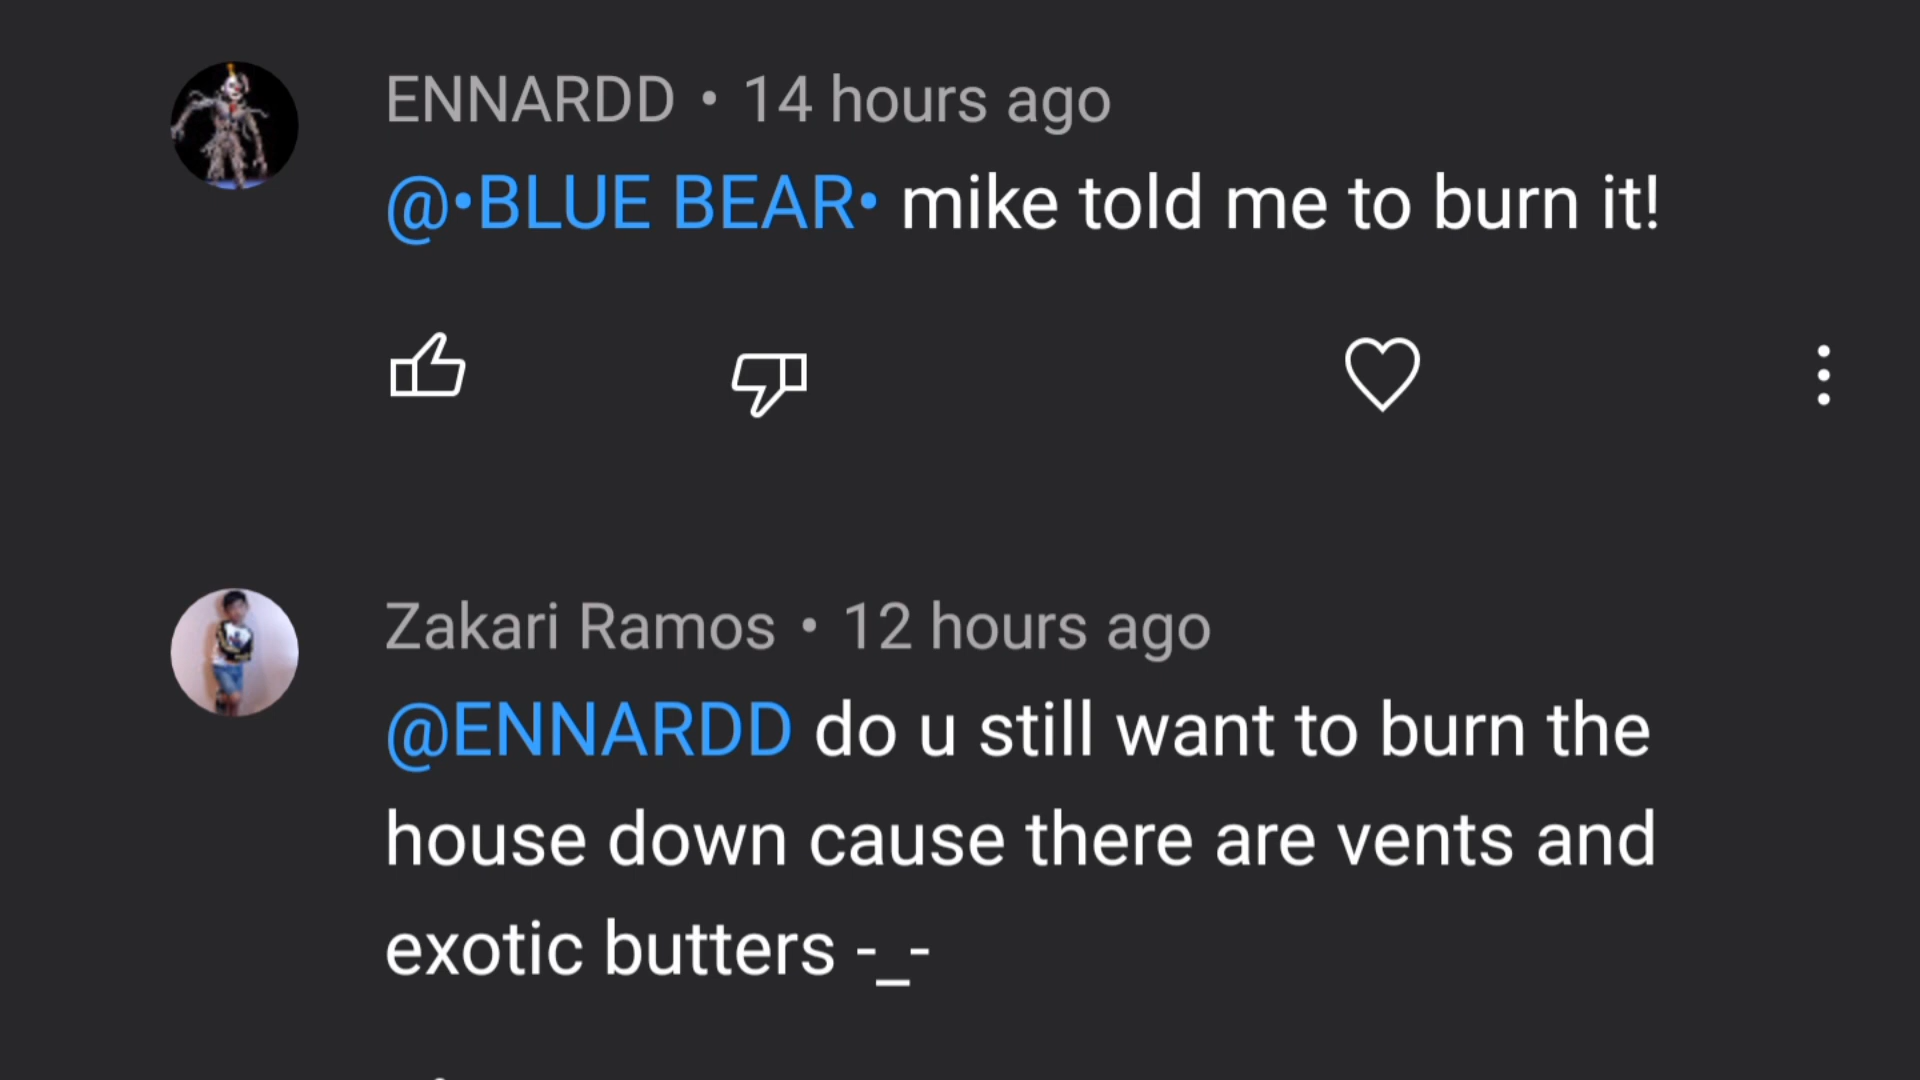 ENNARDD • 14 hours ago
@•BLUE BEAR• mike told me to burn it!
Zakari Ramos • 12 hours ago
@ENNARDD do u still want to burn the
house down cause there are vents and
exotic butters -_-